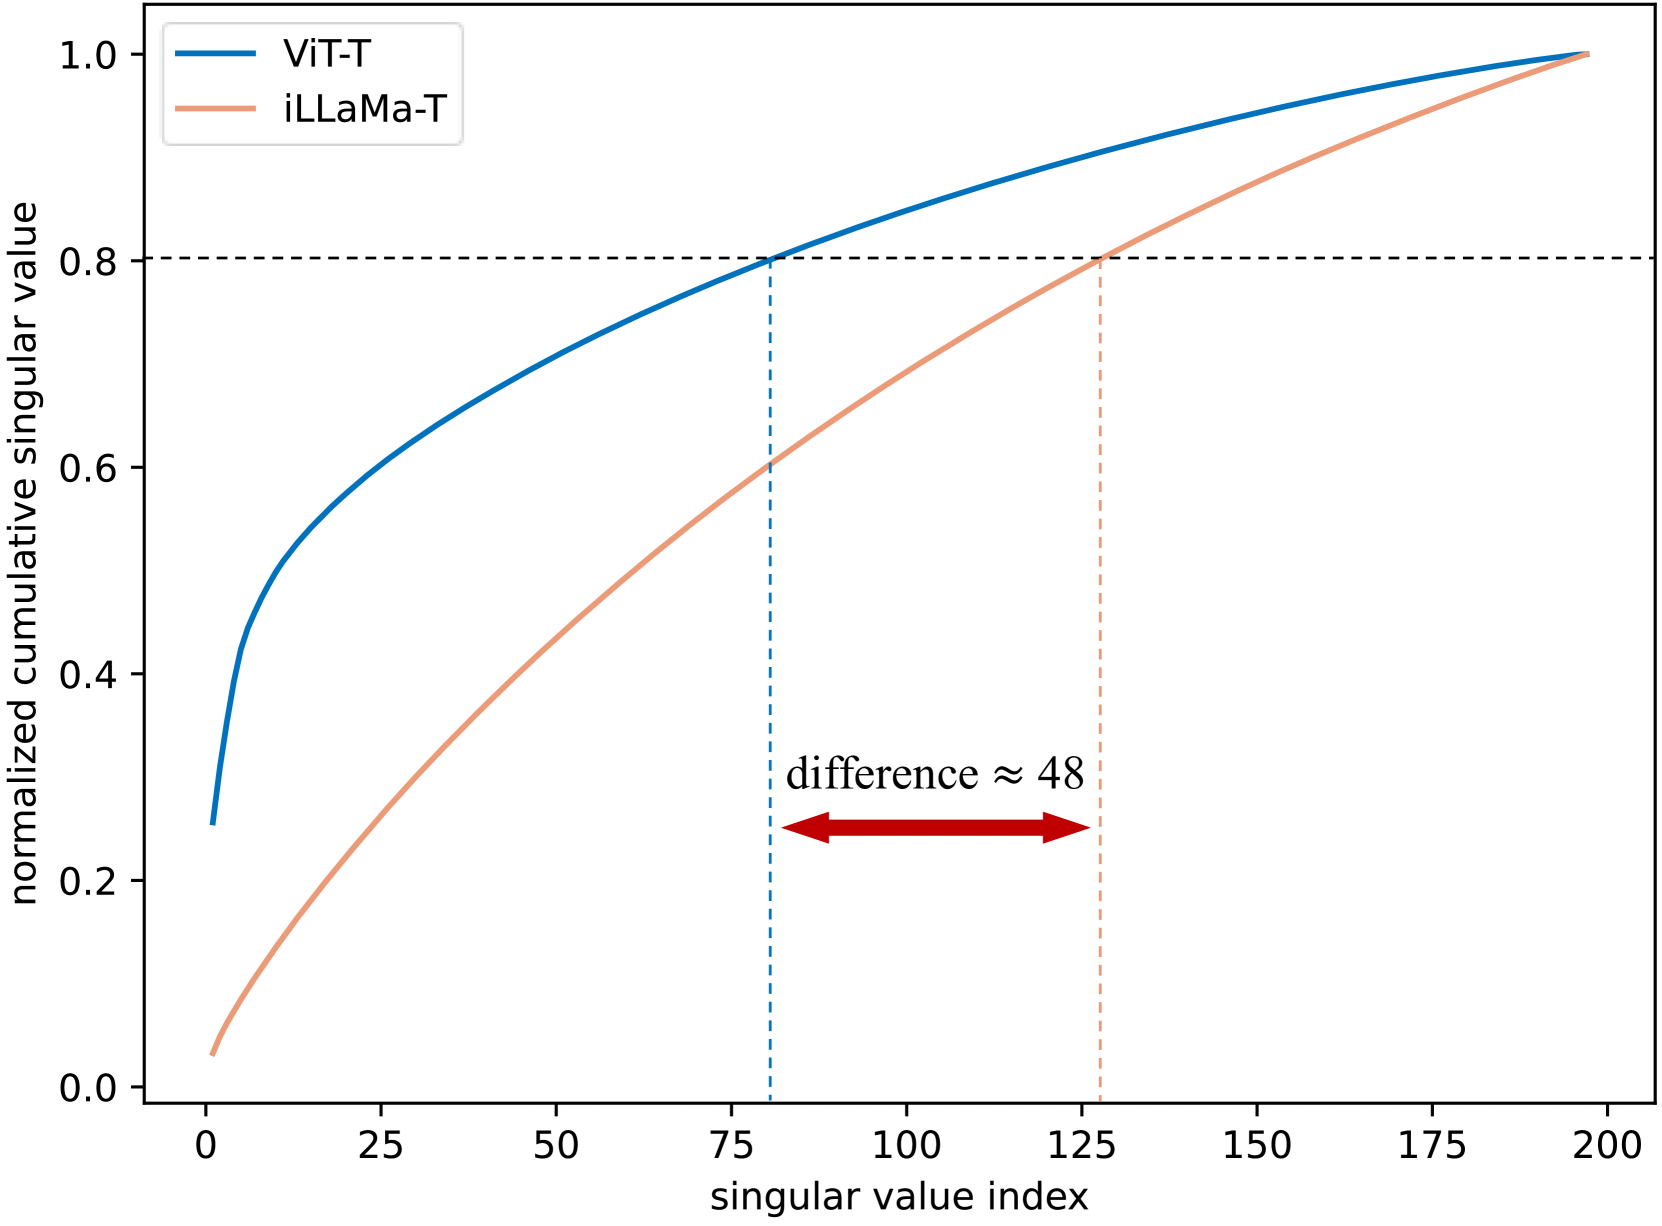 ViT-T
iLLaMa-T
normalized cumulative singular value
1.0
0.8
0.6
0.4
0.2
0.0
difference ≈ 48
0 25 50 75 100 125 150 175 200
singular value index